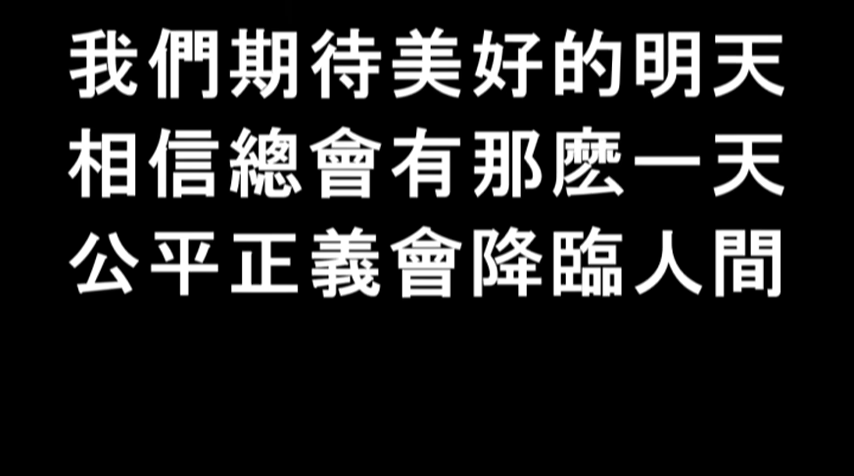 我們期待美好的明天
相信總會有那麽一天
公平正義會降臨人間